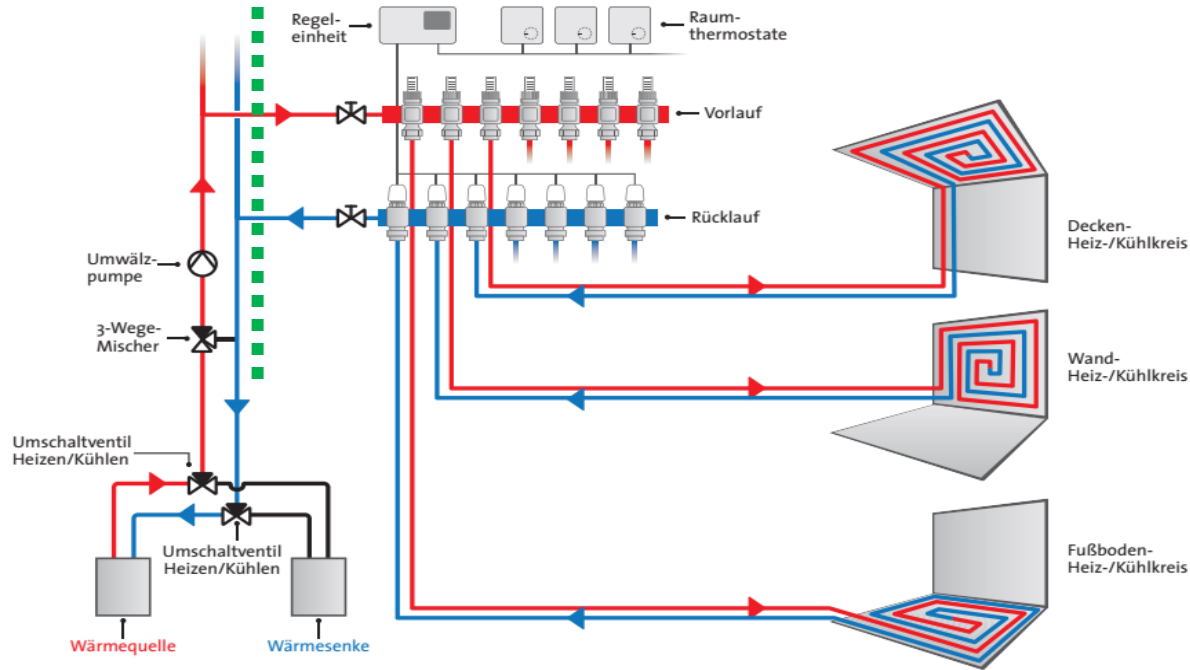 Regel-
einheit
Raum-
thermostate
Vorlauf
Rücklauf
Decken-
Heiz-/Kühlkreis
Umwälz-
pumpe
3-Wege-
Mischer
Wand-
Heiz-/Kühlkreis
Umschaltventil
Heizen/Kühlen
Umschaltventil
Heizen/Kühlen
Fußboden-
Heiz-/Kühlkreis
Wärmequelle
Wärmesenke